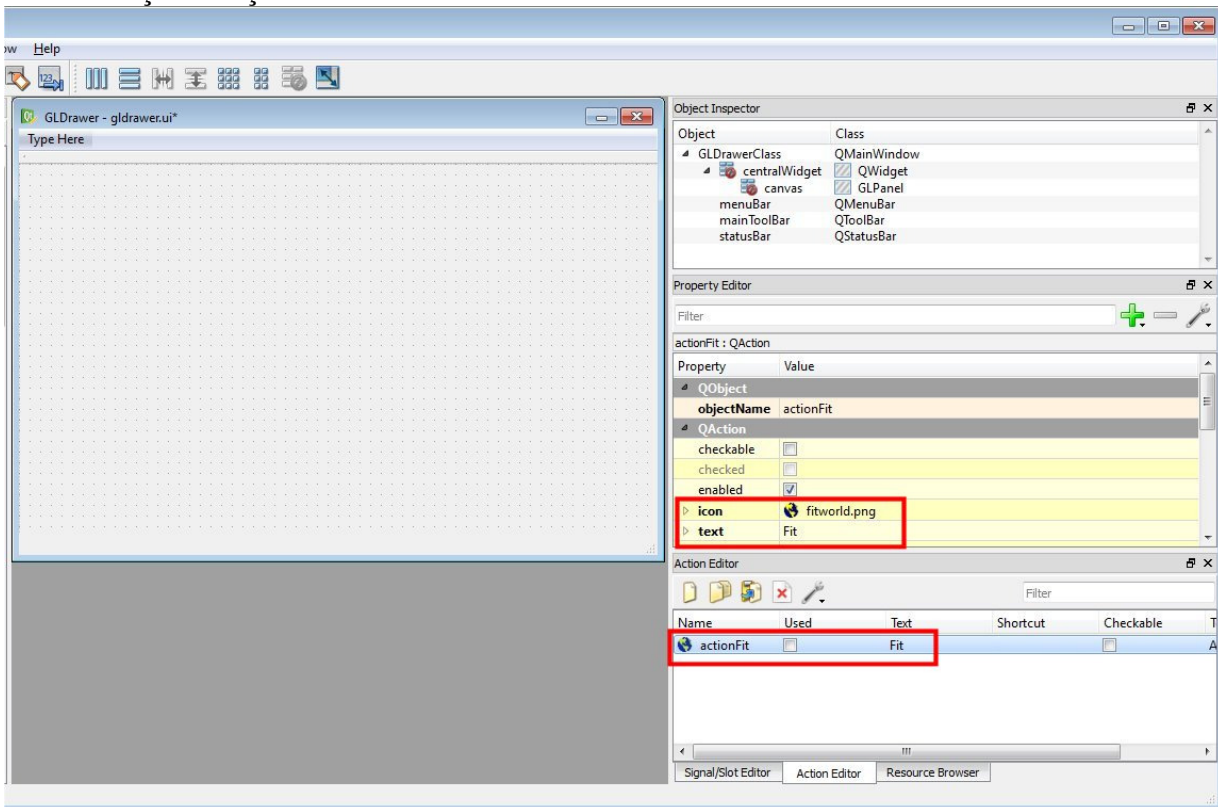 ow Help
123
GLDrawer - gldrawer.ui*
Type Here
Object Inspector
Object Class
GLDrawerClass QMainWindow
centralWidget QWidget
canvas GLPanel
menuBar QMenuBar
mainToolBar QToolBar
statusBar QStatusBar
Property Editor
Filter
actionFit : QAction
Property Value
QObject
objectName actionFit
QAction
checkable
checked
enabled
icon fitworld.png
text Fit
Action Editor
Filter
Name Used Text Shortcut Checkable T
actionFit Fit A
Signal/Slot Editor Action Editor Resource Browser